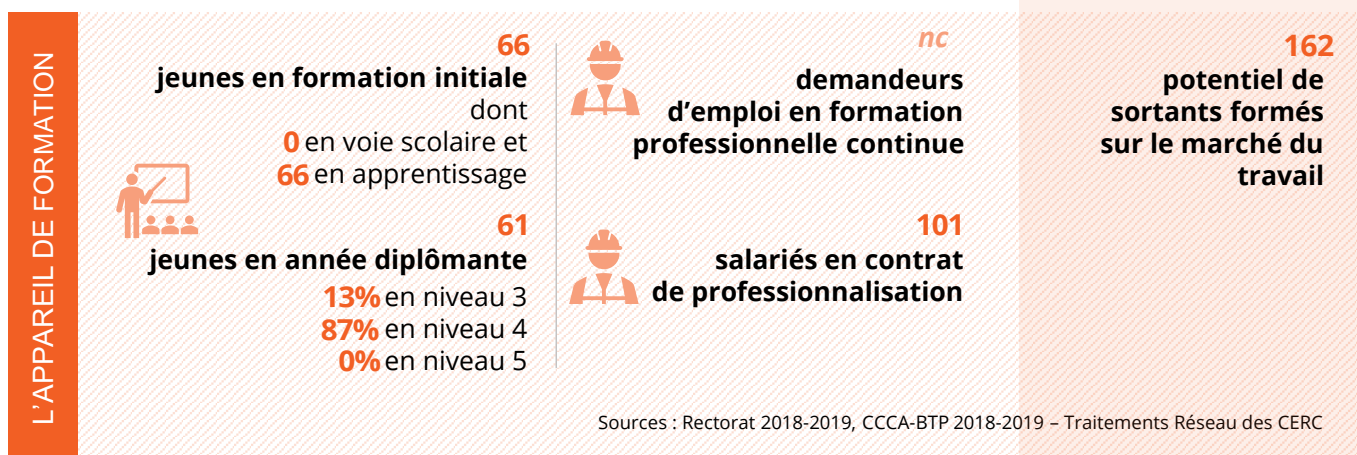 L'APPAREIL DE FORMATION
66
jeunes en formation initiale
dont
0 en voie scolaire et
66 en apprentissage
61
jeunes en année diplômante
13% en niveau 3
87% en niveau 4
0% en niveau 5
nc
demandeurs
d’emploi en formation
professionnelle continue
101
salariés en contrat
de professionnalisation
162
potentiel de
sortants formés
sur le marché du
travail
Sources : Rectorat 2018-2019, CCCA-BTP 2018-2019 – Traitements Réseau des CERC